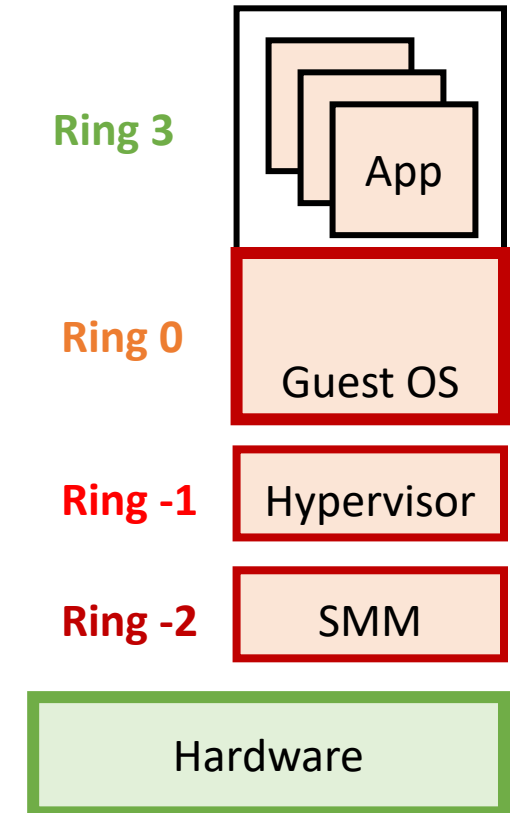 Ring 3
App
Ring 0
Guest OS
Ring -1
Hypervisor
Ring -2
SMM
Hardware